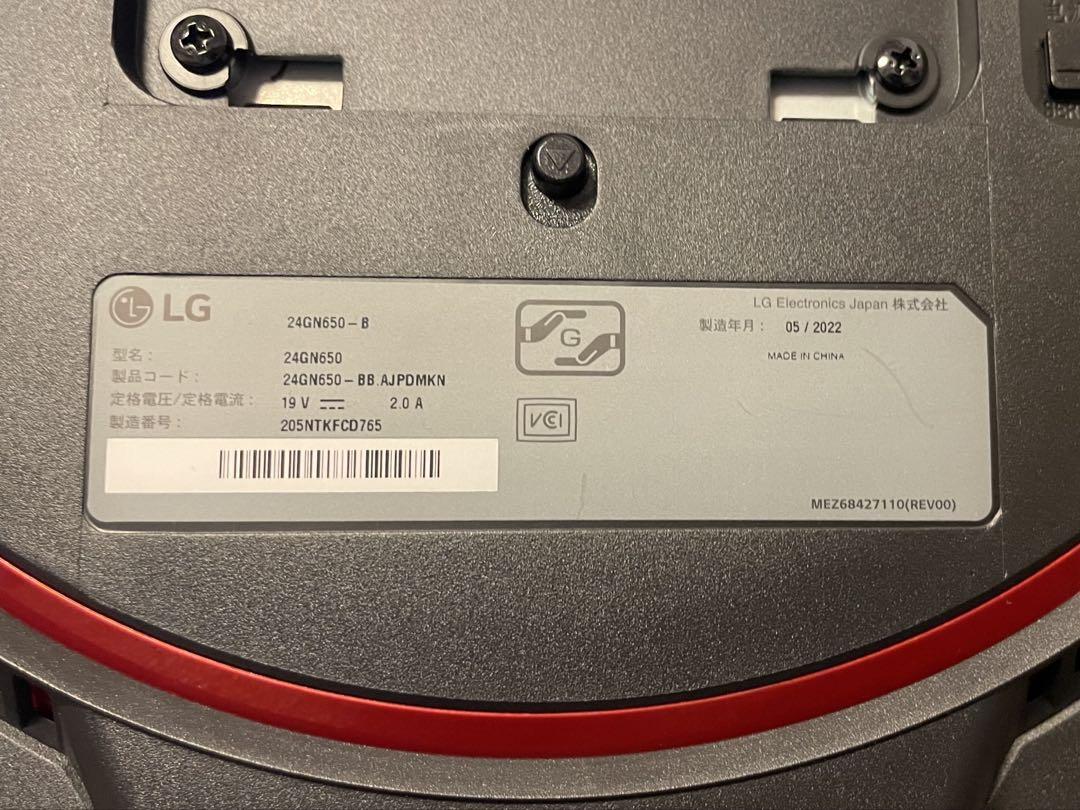 LG
24GN650-B
型名: 24GN650
製品コード: 24GN650-BB.AJPDMKN
定格電圧/定格電流: 19 V 2.0 A
製造番号: 205NTKFCD765
G
VCCI
LG Electronics Japan 株式会社
製造年月: 05 / 2022
MADE IN CHINA
MEZ68427110(REV00)